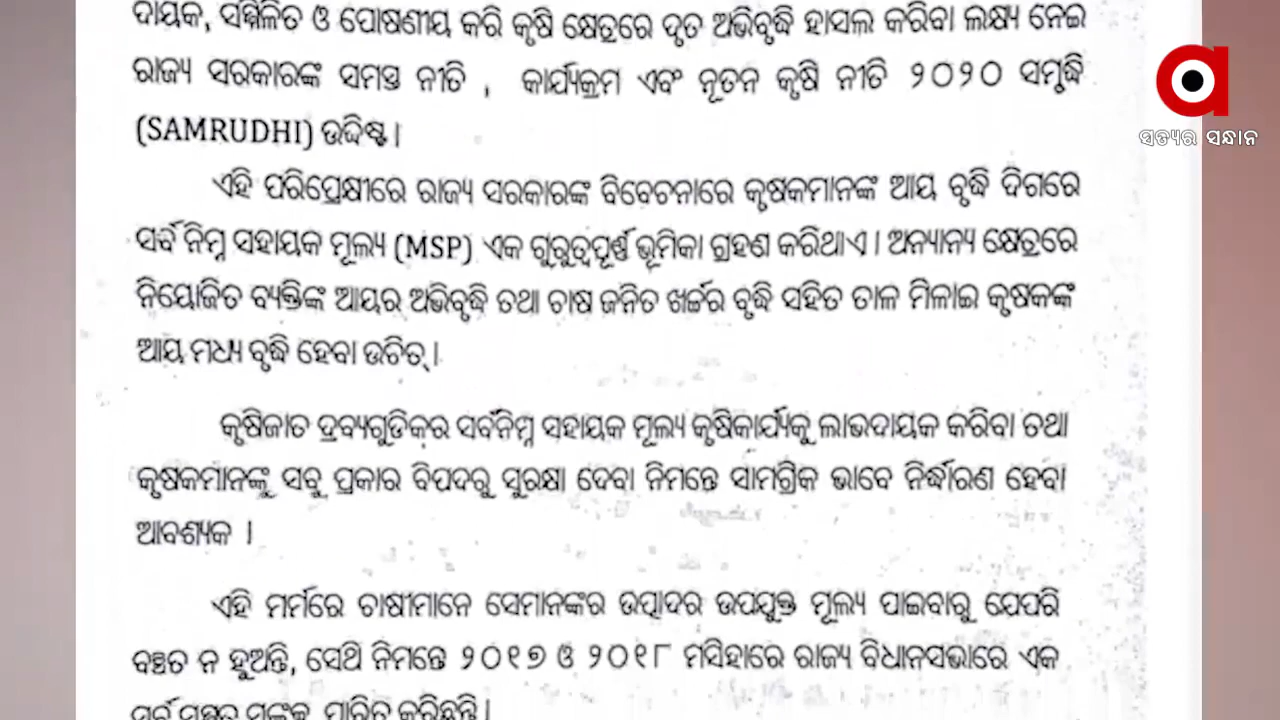 ଦାୟକ, ସମ୍ମିଳିତ ଓ ପୋଷଣୀୟ କରି କୃଷି କ୍ଷେତ୍ରରେ ଦୃତ ଅଭିବୃଦ୍ଧି ହାସଲ କରିବା ଲକ୍ଷ୍ୟ ନେଇ
ରାଜ୍ୟ ସରକାରଙ୍କ ସମସ୍ତ ନୀତି , କାର୍ଯ୍ୟକ୍ରମ ଏବଂ ନୂତନ କୃଷି ନୀତି ୨୦୨୦ ସମୃଦ୍ଧି
(SAMRUDHI) ଉଦ୍ଦିଷ୍ଟ ।
ଏହି ପରିପ୍ରେକ୍ଷୀରେ ରାଜ୍ୟ ସରକାରଙ୍କ ବିବେଚନାରେ କୃଷକମାନଙ୍କ ଆୟ ବୃଦ୍ଧି ଦିଗରେ
ସର୍ବ ନିମ୍ନ ସହାୟକ ମୂଲ୍ୟ (MSP) ଏକ ଗୁରୁତ୍ୱପୂର୍ଣ୍ଣ ଭୂମିକା ଗ୍ରହଣ କରିଥାଏ । ଅନ୍ୟାନ୍ୟ କ୍ଷେତ୍ରରେ
ନିୟୋଜିତ ବ୍ୟକ୍ତିଙ୍କ ଆୟର ଅଭିବୃଦ୍ଧି ତଥା ଚାଷ ଜନିତ ଖର୍ଚ୍ଚର ବୃଦ୍ଧି ସହିତ ତାଳ ମିଳାଇ କୃଷକଙ୍କ
ଆୟ ମଧ୍ୟ ବୃଦ୍ଧି ହେବା ଉଚିତ୍ ।
କୃଷିଜାତ ଦ୍ରବ୍ୟଗୁଡିକର ସର୍ବନିମ୍ନ ସହାୟକ ମୂଲ୍ୟ କୃଷିକାର୍ଯ୍ୟକୁ ଲାଭଦାୟକ କରିବା ତଥା
କୃଷକମାନଙ୍କୁ ସବୁ ପ୍ରକାର ବିପଦରୁ ସୁରକ୍ଷା ଦେବା ନିମନ୍ତେ ସାମଗ୍ରିକ ଭାବେ ନିର୍ଦ୍ଧାରଣ ହେବା
ଆବଶ୍ୟକ ।
ଏହି ମର୍ମରେ ଚାଷୀମାନେ ସେମାନଙ୍କର ଉତ୍ପାଦର ଉପଯୁକ୍ତ ମୂଲ୍ୟ ପାଇବାରୁ ଯେପରି
ବଞ୍ଚିତ ନ ହୁଅନ୍ତି, ସେଥି ନିମନ୍ତେ ୨୦୧୭ ଓ ୨୦୧୮ ମସିହାରେ ରାଜ୍ୟ ବିଧାନସଭାରେ ଏକ
ସର୍ବ ସମ୍ମତ ପାରିତ କରିଛନ୍ତି ।
a
ସତ୍ୟର ସନ୍ଧାନ